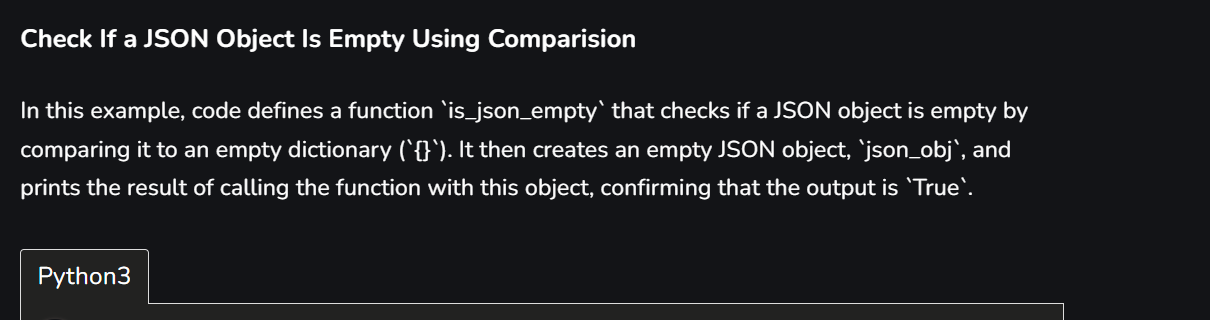 Check If a JSON Object Is Empty Using Comparision
In this example, code defines a function `is_json_empty` that checks if a JSON object is empty by
comparing it to an empty dictionary (`{}`). It then creates an empty JSON object, `json_obj`, and
prints the result of calling the function with this object, confirming that the output is `True`.
Python3